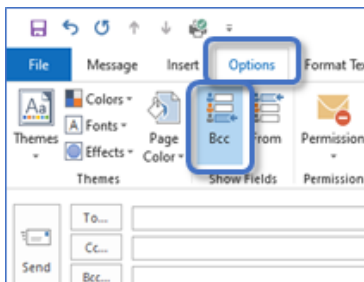 File Message Insert Options Format Te
Colors
Fonts
Effects
Themes
Page
Color
Bcc
From
Permission
Themes
Show Fields
Permission
To...
Cc...
Send
Bcc...